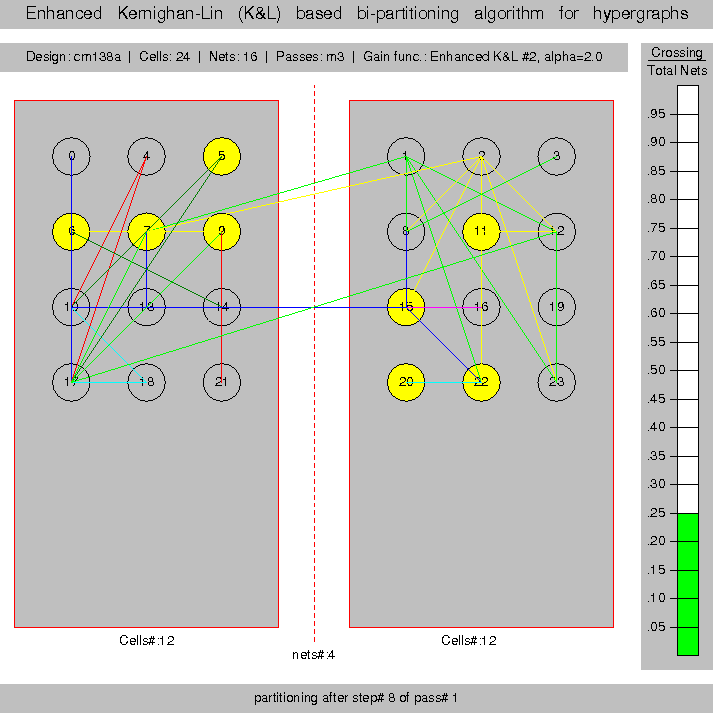 Enhanced Kernighan-Lin (K&L) based bi-partitioning algorithm for hypergraphs
Design: cm138a | Cells: 24 | Nets: 16 | Passes: m3 | Gain func.: Enhanced K&L #2, alpha=2.0
Crossing
Total Nets
.95
.90
.85
.80
.75
.70
.65
.60
.55
.50
.45
.40
.35
.30
.25
.20
.15
.10
.05
0 4 5 1 2 3
6 7 9 8 11 12
10 13 14 15 16 19
17 18 21 20 22 23
Cells#:12
Cells#:12
nets#:4
partitioning after step# 8 of pass# 1